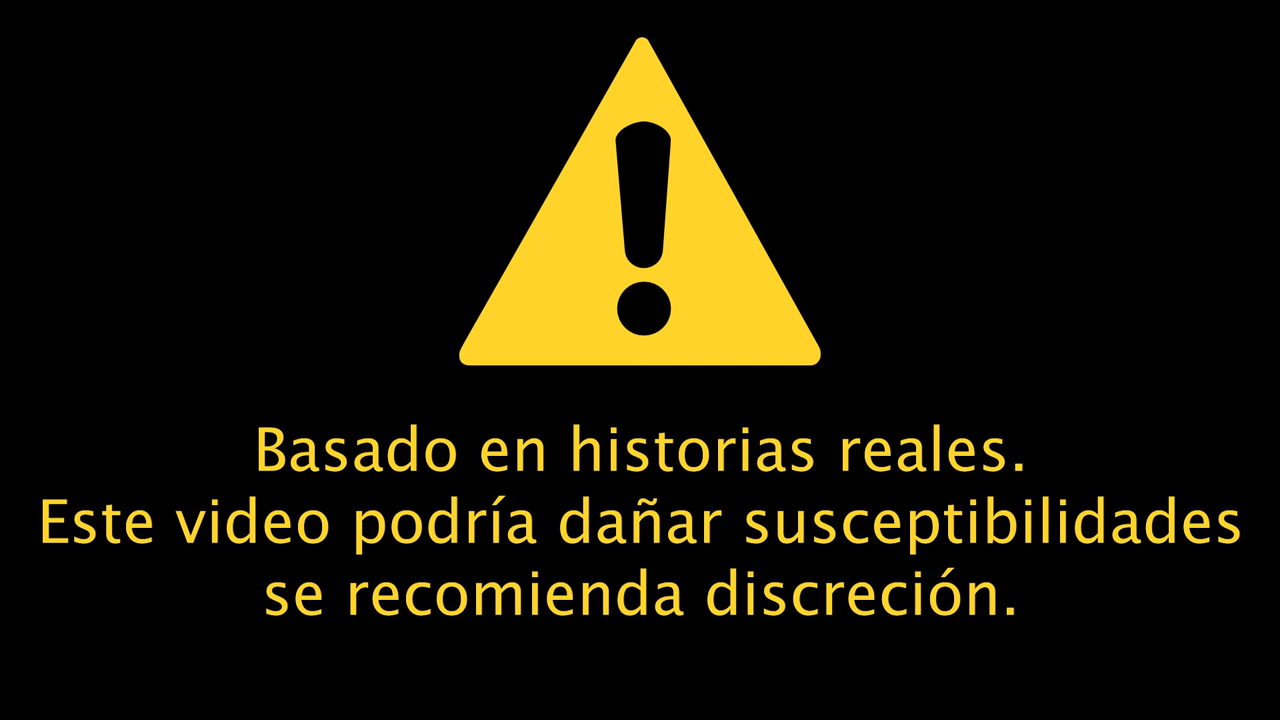 Basado en historias reales.
Este video podría dañar susceptibilidades
se recomienda discreción.